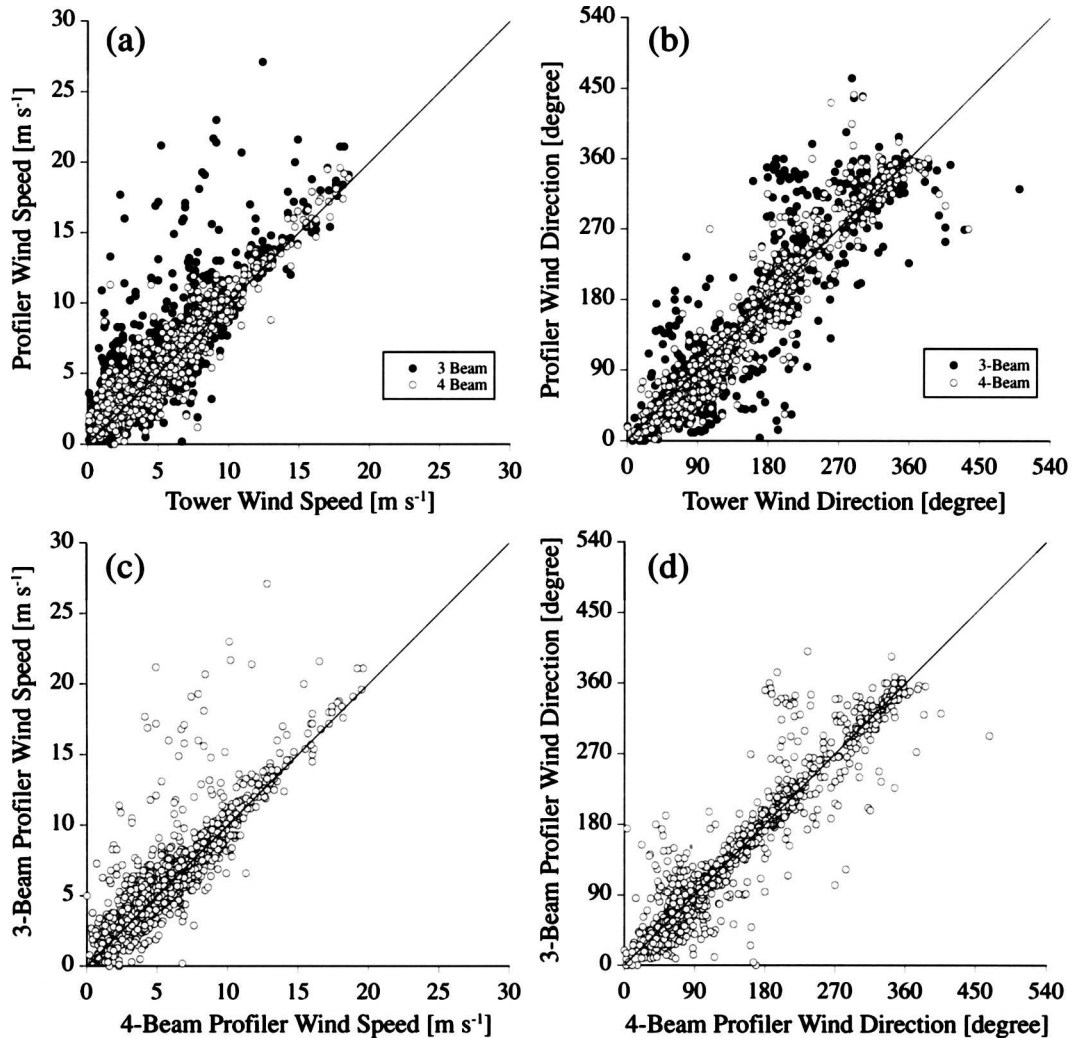 (a)
Profiler Wind Speed [m s-1]
30
25
20
15
10
5
0
3 Beam
4 Beam
0 5 10 15 20 25 30
Tower Wind Speed [m s-1]
(b)
Profiler Wind Direction [degree]
540
450
360
270
180
90
0
3-Beam
4-Beam
0 90 180 270 360 450 540
Tower Wind Direction [degree]
(c)
3-Beam Profiler Wind Speed [m s-1]
30
25
20
15
10
5
0
0 5 10 15 20 25 30
4-Beam Profiler Wind Speed [m s-1]
(d)
3-Beam Profiler Wind Direction [degree]
540
450
360
270
180
90
0
0 90 180 270 360 450 540
4-Beam Profiler Wind Direction [degree]